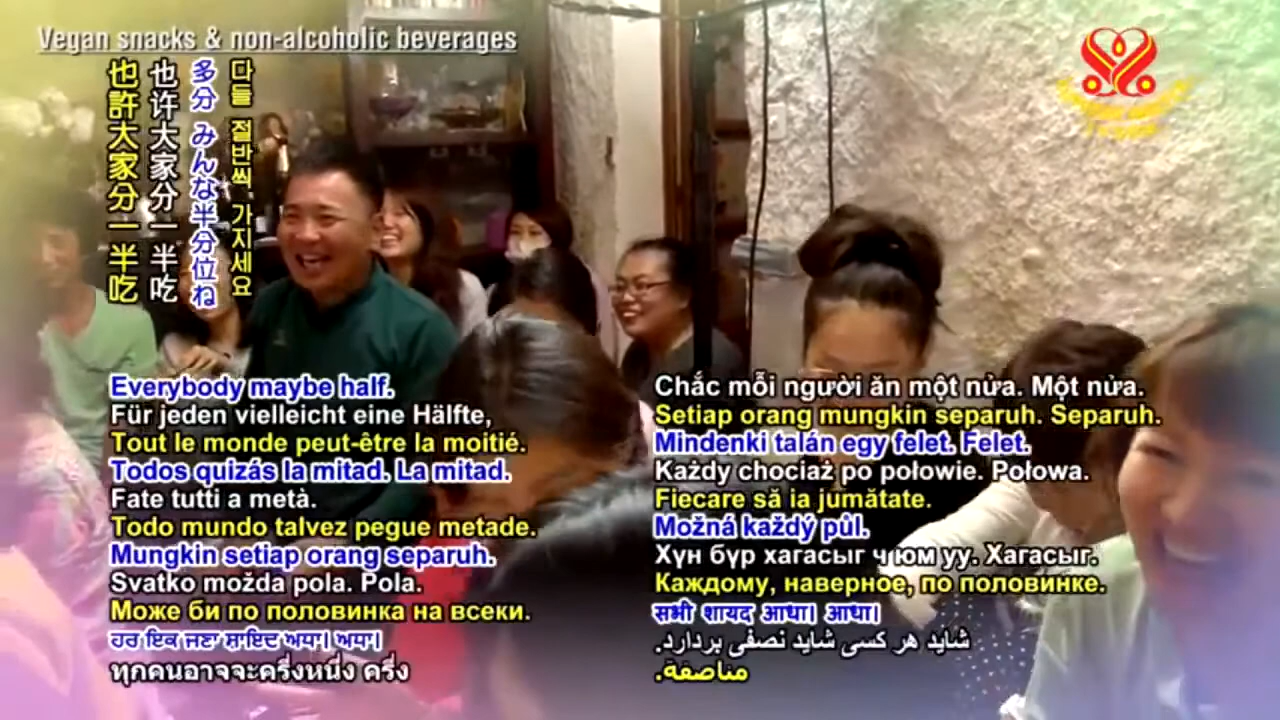 Vegan snacks & non-alcoholic beverages
다들 절반씩 가지세요
多分 みんな半分位ね
也许大家分一半吃
也許大家分一半吃
Everybody maybe half.
Für jeden vielleicht eine Hälfte,
Tout le monde peut-être la moitié.
Todos quizás la mitad. La mitad.
Fate tutti a metà.
Todo mundo talvez pegue metade.
Mungkin setiap orang separuh.
Svatko možda pola. Pola.
Може би по половинка на всеки.
ਹਰ ਇਕ ਜਣਾ ਸ਼ਾਇਦ ਅਧਾ। ਅਧਾ।
ทุกคนอาจจะครึ่งหนึ่ง ครึ่ง
Chắc mỗi người ăn một nửa. Một nửa.
Setiap orang mungkin separuh. Separuh.
Mindenki talán egy felet. Felet.
Każdy chociaż po połowie. Połowa.
Fiecare să ia jumătate.
Možná každý půl.
Хүн бүр хагасыг ч юм уу. Хагасыг.
Каждому, наверное, по половинке.
सभी शायद आधा। आधा।
شاید هر کسی شاید نصفی بردارد.
مناصفة.